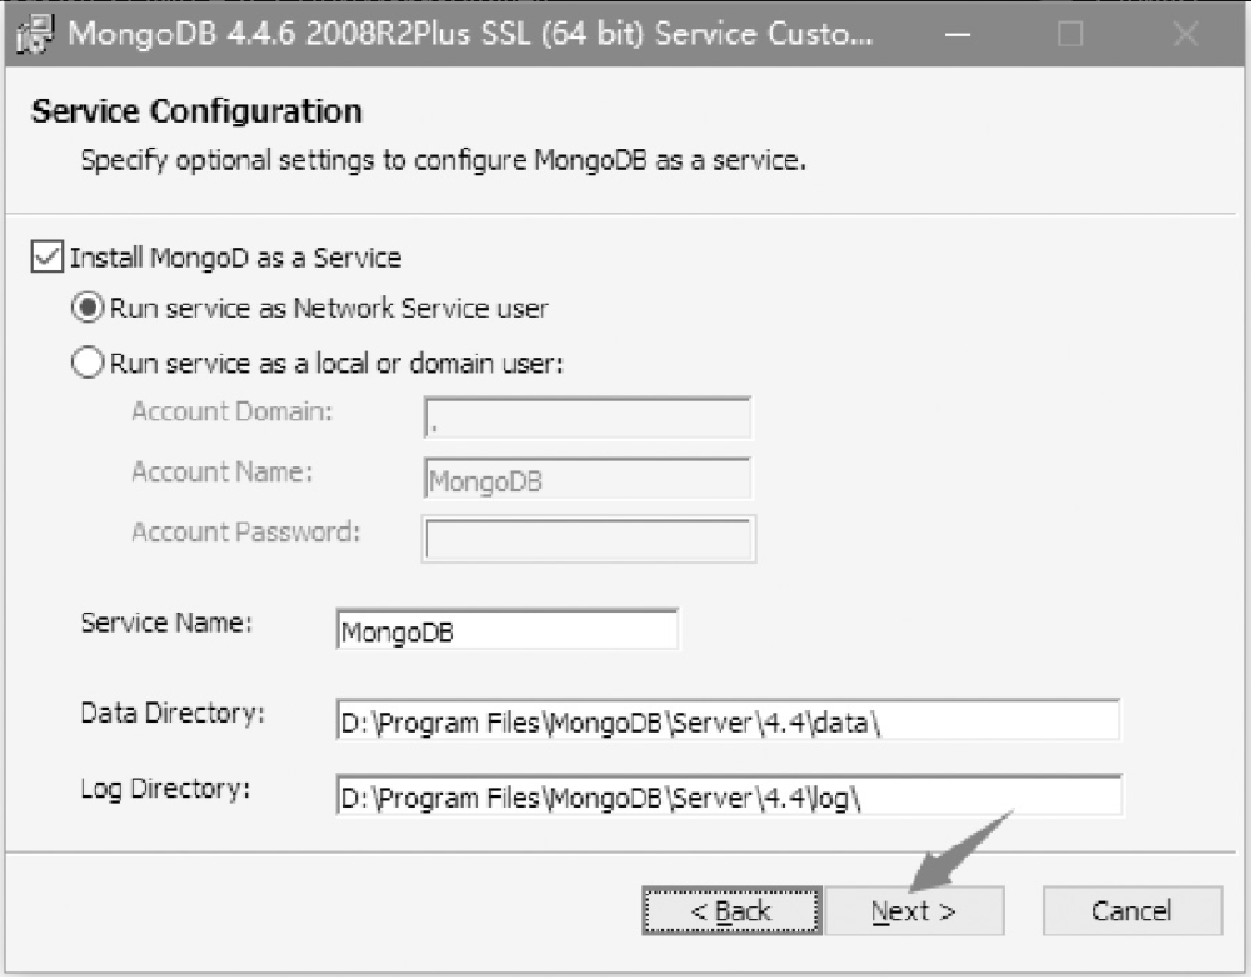 MongoDB 4.4.6 2008R2Plus SSL (64 bit) Service Custo...
Service Configuration
Specify optional settings to configure MongoDB as a service.
Install MongoD as a Service
Run service as Network Service user
Run service as a local or domain user:
Account Domain: .
Account Name: MongoDB
Account Password:
Service Name: MongoDB
Data Directory: D:\Program Files\MongoDB\Server\4.4\data\
Log Directory: D:\Program Files\MongoDB\Server\4.4\log\
< Back Next > Cancel